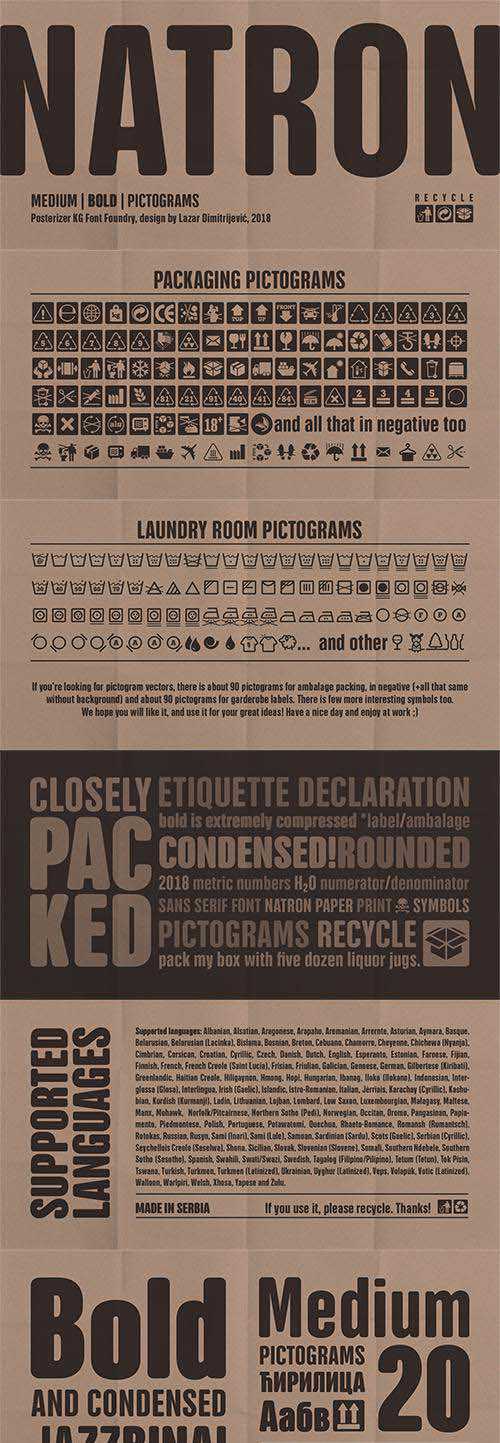 NATRON
MEDIUM | BOLD | PICTOGRAMS
Posterizer KG Font Foundry, design by Lazar Dimitrijević, 2018
RECYCLE
PACKAGING PICTOGRAMS
and all that in negative too
LAUNDRY ROOM PICTOGRAMS
... and other
If you're looking for pictogram vectors, there is about 90 pictograms for ambalage packing, in negative (+all that same
without background) and about 90 pictograms for garderobe labels. There is few more interesting symbols too.
We hope you will like it, and use it for your great ideas! Have a nice day and enjoy at work ;)
CLOSELY
PAC
KED
ETIQUETTE DECLARATION
bold is extremely compressed *label/ambalage
CONDENSED!ROUNDED
2018 metric numbers H₂O numerator/denominator
SANS SERIF FONT NATRON PAPER PRINT SYMBOLS
PICTOGRAMS RECYCLE
pack my box with five dozen liquor jugs.
SUPPORTED
LANGUAGES
Supported languages: Albanian, Alsatian, Aragonese, Arapaho, Aromanian, Arrernte, Astorian, Aymara, Basque,
Belarusian, Belarusian (Lacinka), Bislama, Bosnian, Breton, Cebuano, Chamorro, Cheyenne, Chichewa (Nyanja),
Cimbrian, Corsican, Croatian, Cyrillic, Czech, Danish, Dutch, English, Esperanto, Estonian, Faroese, Fijian,
Finnish, French, French Creole (Saint Lucia), Frisian, Friulian, Galician, Genoese, German, Gilbertese (Kiribati),
Greenlandic, Haitian Creole, Hiligaynon, Hmong, Hopi, Hungarian, Ibanag, Iloka (Ilokano), Indonesian, Inter-
glossa (Glosa), Interlingua, Irish (Gaelic), Islandic, Istro-Romanian, Italian, Jèrriais, Karachay (Cyrillic), Kashu-
bian, Kurdish (Kurmanji), Ladin, Lithuanian, Lojban, Lombard, Low Saxon, Luxembourgian, Malagasy, Maltese,
Manx, Mohawk, Norfolk/Pitcairnese, Northern Sotho (Pedi), Norwegian, Occitan, Oromo, Pangasinan, Papia-
mento, Piedmontese, Polish, Portuguese, Potawatomi, Quechua, Rhaeto-Romance, Romansh (Rumantsch),
Rotokas, Russian, Rusyn, Sami (Inari), Sami (Lule), Samoan, Sardinian (Sardu), Scots (Gaelic), Serbian (Cyrillic),
Seychellois Creole (Seselwa), Shona, Sicilian, Slovak, Slovenian (Slovene), Somali, Southern Ndebele, Southern
Sotho (Sesotho), Spanish, Swahili, Swati/Swazi, Swedish, Tagalog (Filipino/Pilipino), Tetum (Tetun), Tok Pisin,
Tswana, Turkish, Turkmen, Turkmen (Latinized), Ukrainian, Uyghur (Latinized), Veps, Volapük, Votic (Latinized),
Walloon, Warlpiri, Welsh, Xhosa, Yapese and Zulu.
MADE IN SERBIA
If you use it, please recycle. Thanks!
Bold
AND CONDENSED
Medium
PICTOGRAMS
ЋИРИЛИЦА
Аабв
20